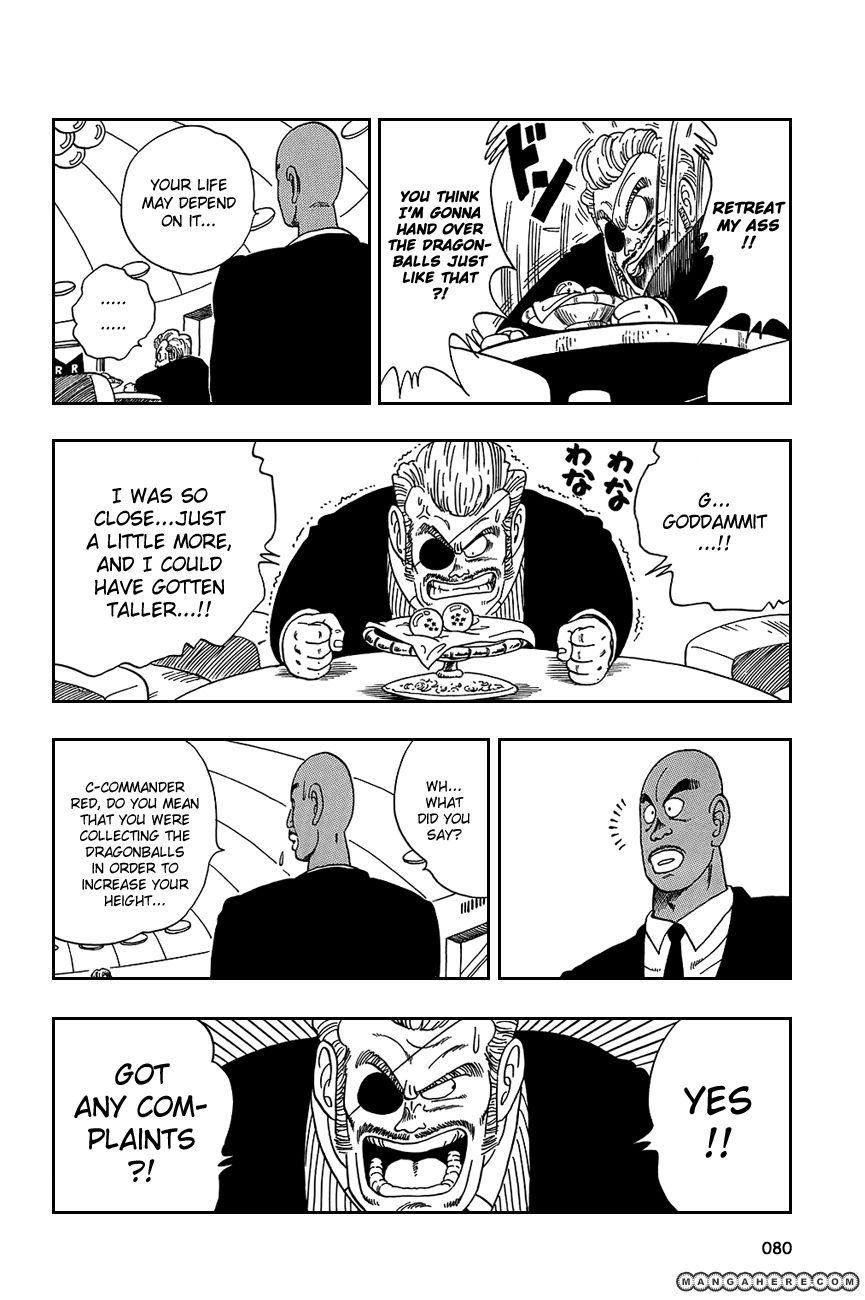 RETREAT
MY ASS
!!
ドン
YOU THINK
I'M GONNA
HAND OVER
THE DRAGON-
BALLS JUST
LIKE THAT
?!
YOUR LIFE
MAY DEPEND
ON IT...
.....
.....
RR
G...
GODDAMMIT
...!!
わなわな
I WAS SO
CLOSE...JUST
A LITTLE MORE,
AND I COULD
HAVE GOTTEN
TALLER...!!
WH...
WHAT
DID YOU
SAY?
C-COMMANDER
RED, DO YOU MEAN
THAT YOU WERE
COLLECTING THE
DRAGONBALLS
IN ORDER TO
INCREASE YOUR
HEIGHT...
YES
!!
GOT
ANY COM-
PLAINTS
?!
080
MANGAHERE.COM